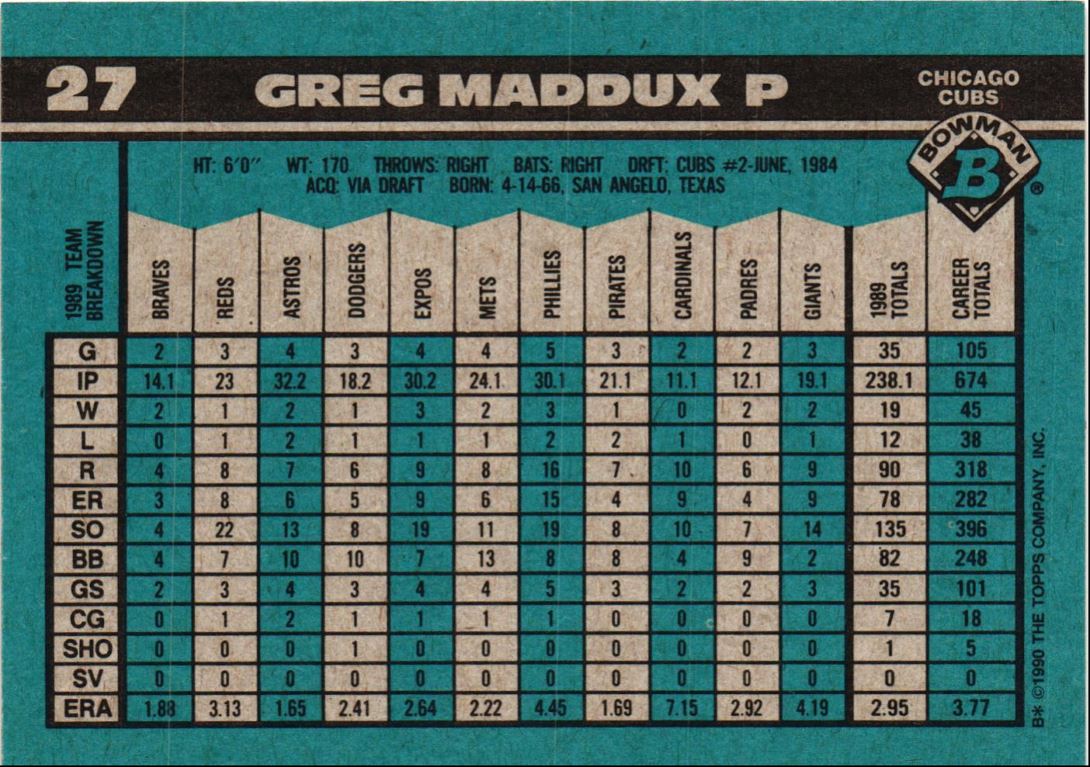 27 GREG MADDUX P CHICAGO CUBS
BOWMAN
B
®
HT: 6'0" WT: 170 THROWS: RIGHT BATS: RIGHT DRFT: CUBS #2-JUNE, 1984
ACQ: VIA DRAFT BORN: 4-14-66, SAN ANGELO, TEXAS
1989 TEAM BREAKDOWN BRAVES REDS ASTROS DODGERS EXPOS METS PHILLIES PIRATES CARDINALS PADRES GIANTS 1989 TOTALS CAREER TOTALS
G 2 3 4 3 4 4 5 3 2 2 3 35 105
IP 14.1 23 32.2 18.2 30.2 24.1 30.1 21.1 11.1 12.1 19.1 238.1 674
W 2 1 2 1 3 2 3 1 0 2 2 19 45
L 0 1 2 1 1 1 2 2 1 0 1 12 38
R 4 8 7 6 9 8 16 7 10 6 9 90 318
ER 3 8 6 5 9 6 15 4 9 4 9 78 282
SO 4 22 13 8 19 11 19 8 10 7 14 135 396
BB 4 7 10 10 7 13 8 8 4 9 2 82 248
GS 2 3 4 3 4 4 5 3 2 2 3 35 101
CG 0 1 2 1 1 1 1 0 0 0 0 7 18
SHO 0 0 0 1 0 0 0 0 0 0 0 1 5
SV 0 0 0 0 0 0 0 0 0 0 0 0 0
ERA 1.88 3.13 1.65 2.41 2.64 2.22 4.45 1.69 7.15 2.92 4.19 2.95 3.77
B* ©1990 THE TOPPS COMPANY, INC.